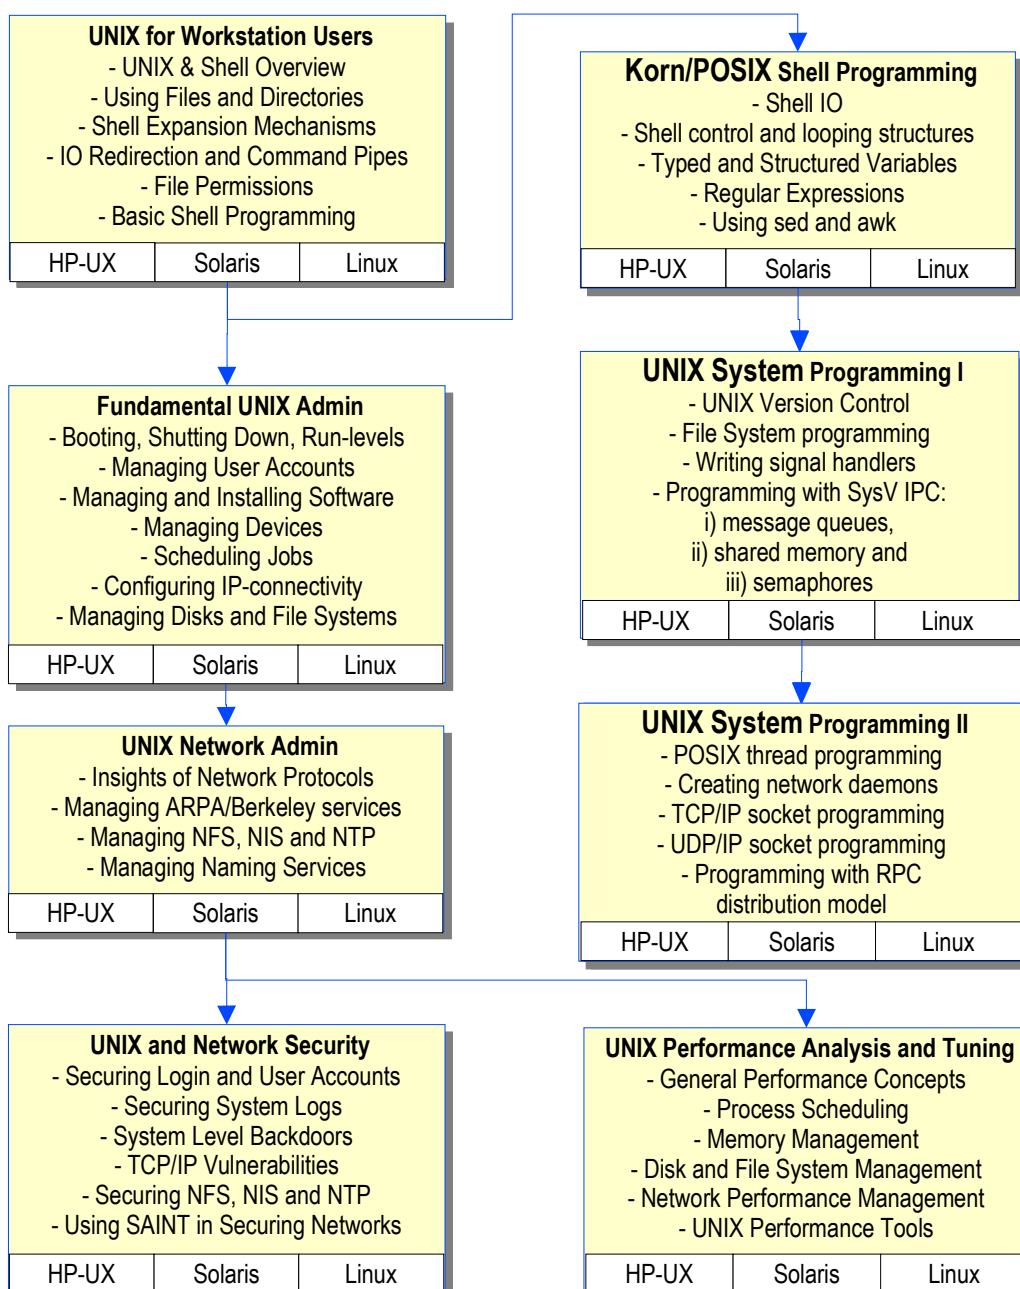 UNIX for Workstation Users
- UNIX & Shell Overview
- Using Files and Directories
- Shell Expansion Mechanisms
- IO Redirection and Command Pipes
- File Permissions
- Basic Shell Programming
HP-UX Solaris Linux
Korn/POSIX Shell Programming
- Shell IO
- Shell control and looping structures
- Typed and Structured Variables
- Regular Expressions
- Using sed and awk
HP-UX Solaris Linux
Fundamental UNIX Admin
- Booting, Shutting Down, Run-levels
- Managing User Accounts
- Managing and Installing Software
- Managing Devices
- Scheduling Jobs
- Configuring IP-connectivity
- Managing Disks and File Systems
HP-UX Solaris Linux
UNIX System Programming I
- UNIX Version Control
- File System programming
- Writing signal handlers
- Programming with SysV IPC:
i) message queues,
ii) shared memory and
iii) semaphores
HP-UX Solaris Linux
UNIX Network Admin
- Insights of Network Protocols
- Managing ARPA/Berkeley services
- Managing NFS, NIS and NTP
- Managing Naming Services
HP-UX Solaris Linux
UNIX System Programming II
- POSIX thread programming
- Creating network daemons
- TCP/IP socket programming
- UDP/IP socket programming
- Programming with RPC
distribution model
HP-UX Solaris Linux
UNIX and Network Security
- Securing Login and User Accounts
- Securing System Logs
- System Level Backdoors
- TCP/IP Vulnerabilities
- Securing NFS, NIS and NTP
- Using SAINT in Securing Networks
HP-UX Solaris Linux
UNIX Performance Analysis and Tuning
- General Performance Concepts
- Process Scheduling
- Memory Management
- Disk and File System Management
- Network Performance Management
- UNIX Performance Tools
HP-UX Solaris Linux